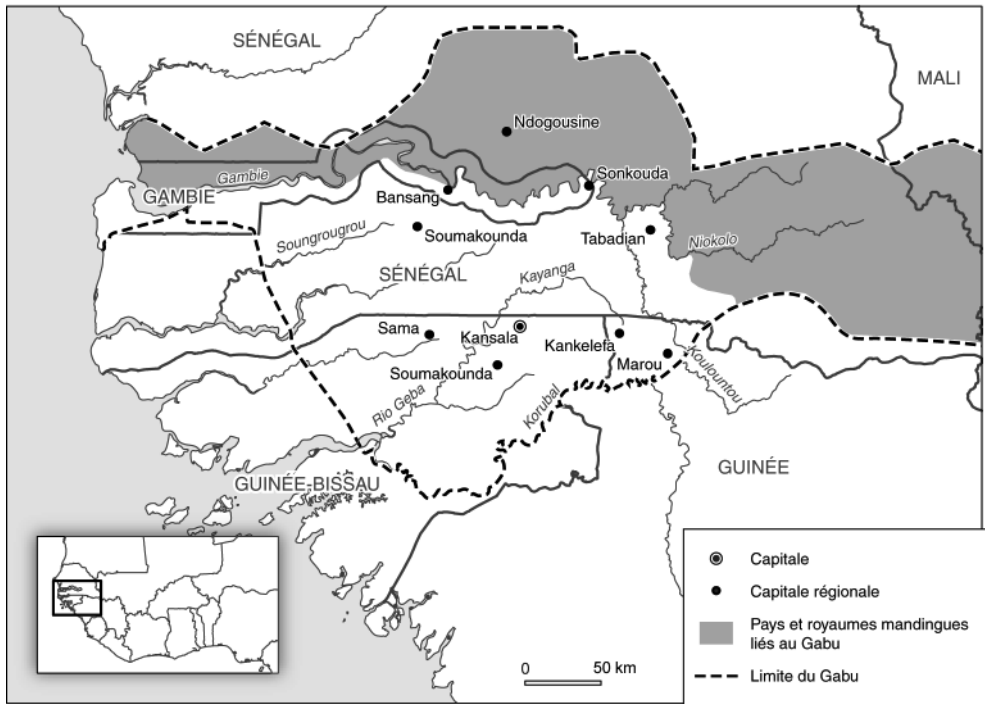 SÉNÉGAL
MALI
Ndogousine
Gambie
Sonkouda
GAMBIE
Bansang
Soungrougrou
Soumakounda
Tabadian
Niokolo
SÉNÉGAL
Kayanga
Sama
Kansala
Kankelefa
Marou
Koulountou
Soumakounda
Rio Geba
Korubal
GUINÉE
GUINÉE-BISSAU
Capitale
Capitale régionale
Pays et royaumes mandingues
liés au Gabu
Limite du Gabu
0 50 km